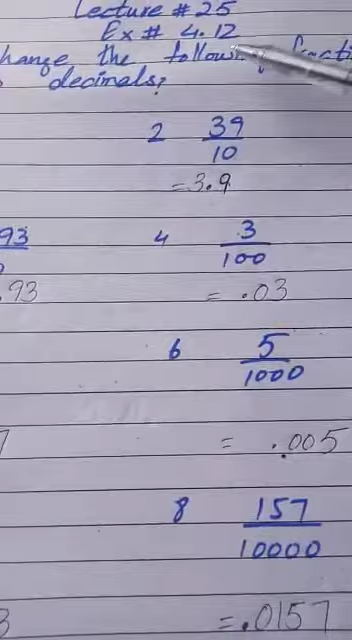 Lecture # 25
Ex # 4.12
hange the follow
decimals?
2 39/10
= 3.9
93 4 3/100
.93 = .03
6 5/1000
= .005
8 157/10000
3 = .0157